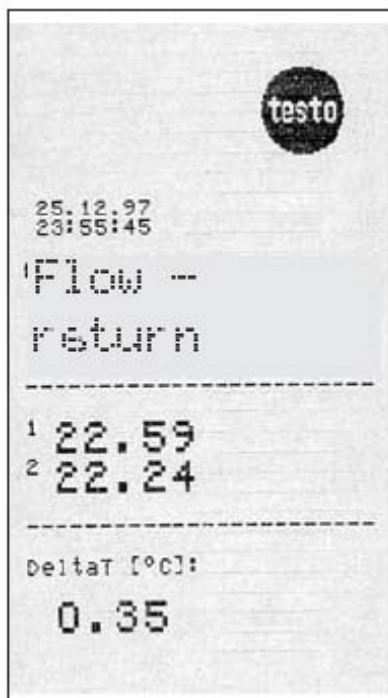 testo
25.12.97
23:55:45
Flow -
return
1 22.59
2 22.24
DeltaT [°C]:
0.35